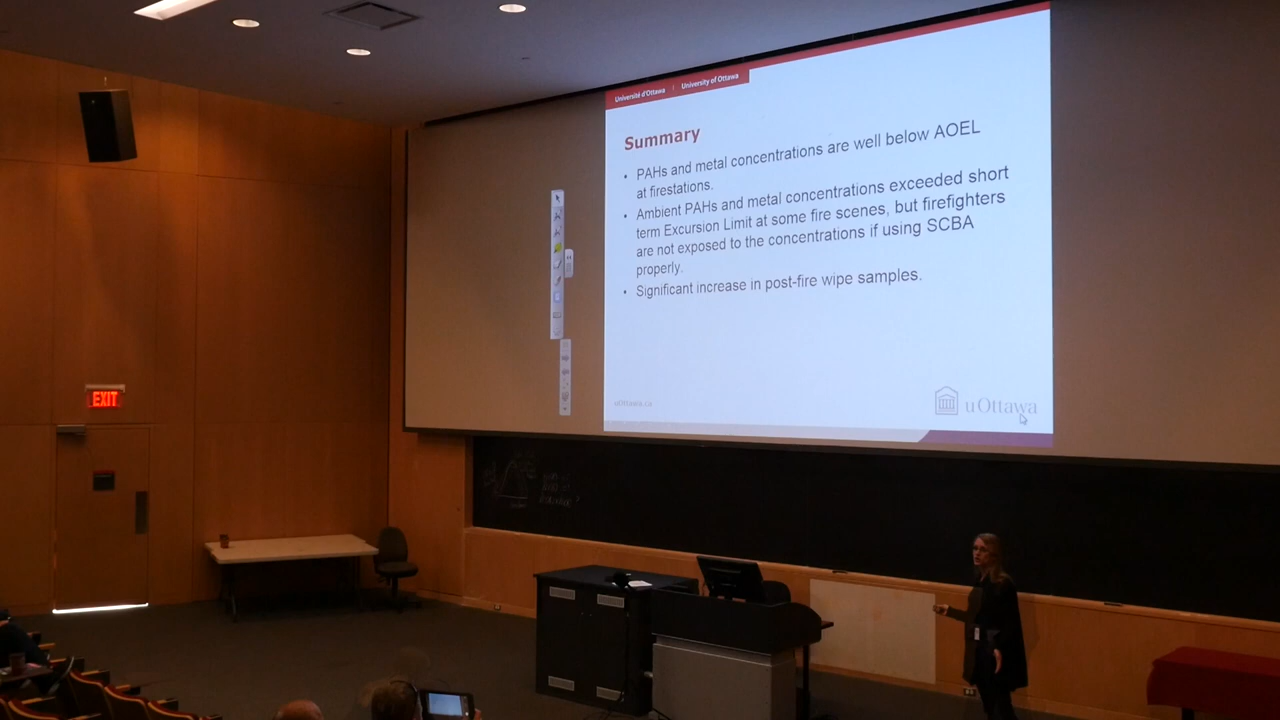 Université d'Ottawa | University of Ottawa
Summary
• PAHs and metal concentrations are well below AOEL
at firestations.
• Ambient PAHs and metal concentrations exceeded short
term Excursion Limit at some fire scenes, but firefighters
are not exposed to the concentrations if using SCBA
properly.
• Significant increase in post-fire wipe samples.
uOttawa.ca
uOttawa
EXIT